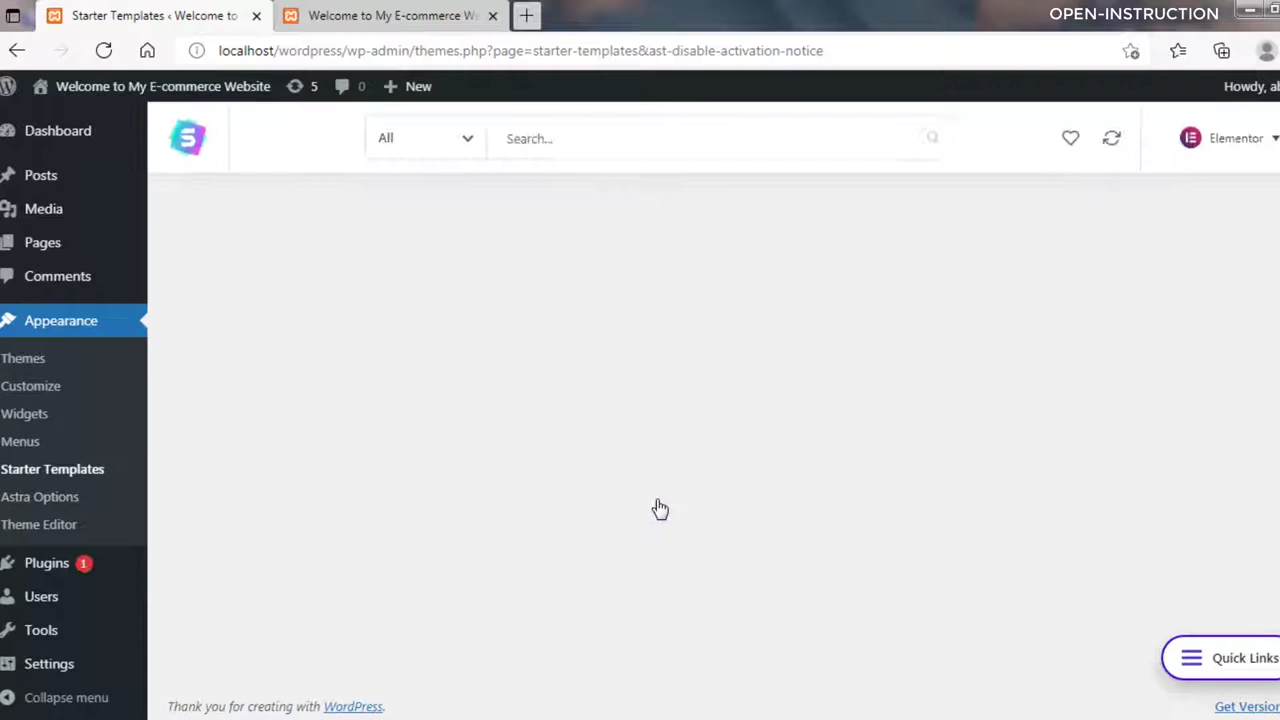 Starter Templates ‹ Welcome to
Welcome to My E-commerce We
OPEN-INSTRUCTION
localhost/wordpress/wp-admin/themes.php?page=starter-templates&ast-disable-activation-notice
Welcome to My E-commerce Website
5
0
New
Howdy, ab
Dashboard
Posts
Media
Pages
Comments
Appearance
Themes
Customize
Widgets
Menus
Starter Templates
Astra Options
Theme Editor
Plugins 1
Users
Tools
Settings
Collapse menu
S
All
Search...
Elementor
Quick Links
Thank you for creating with WordPress.
Get Version